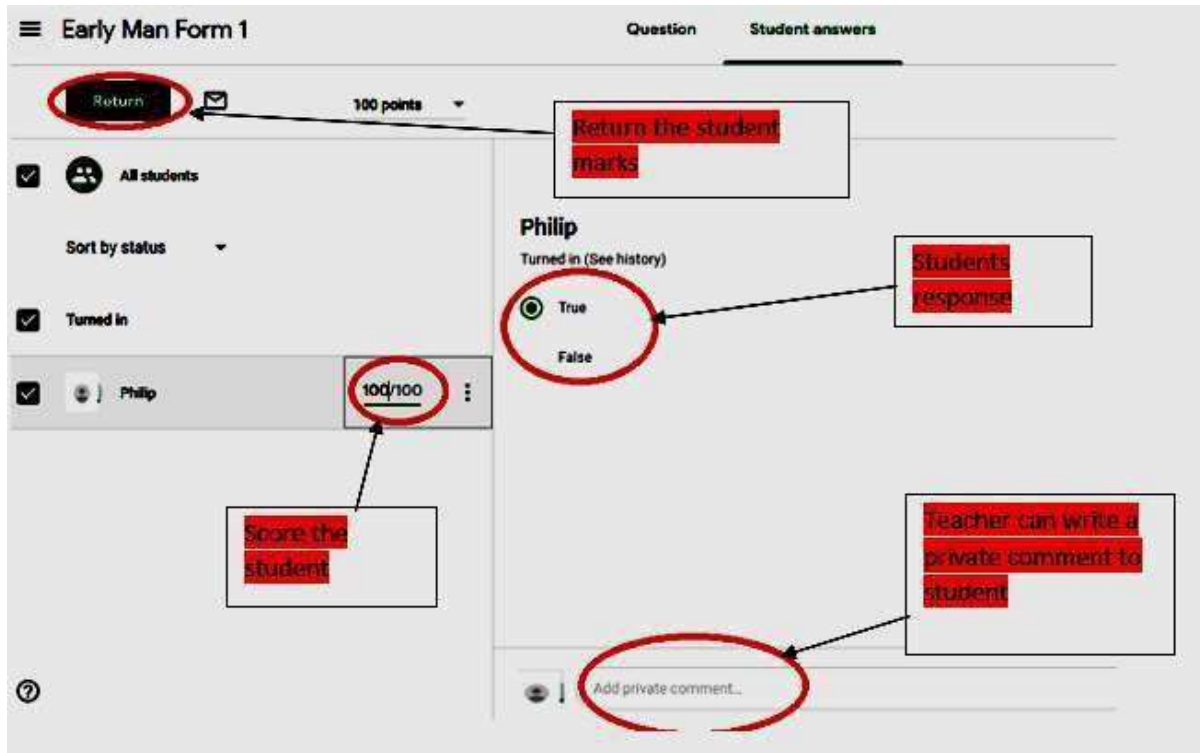 Early Man Form 1
Question
Student answers
Return
100 points
Return the student
marks
All students
Sort by status
Philip
Turned in (See history)
Students
response
True
Turned in
False
Philip
100/100
Score the
student
Teacher can write a
private comment to
student
Add private comment...